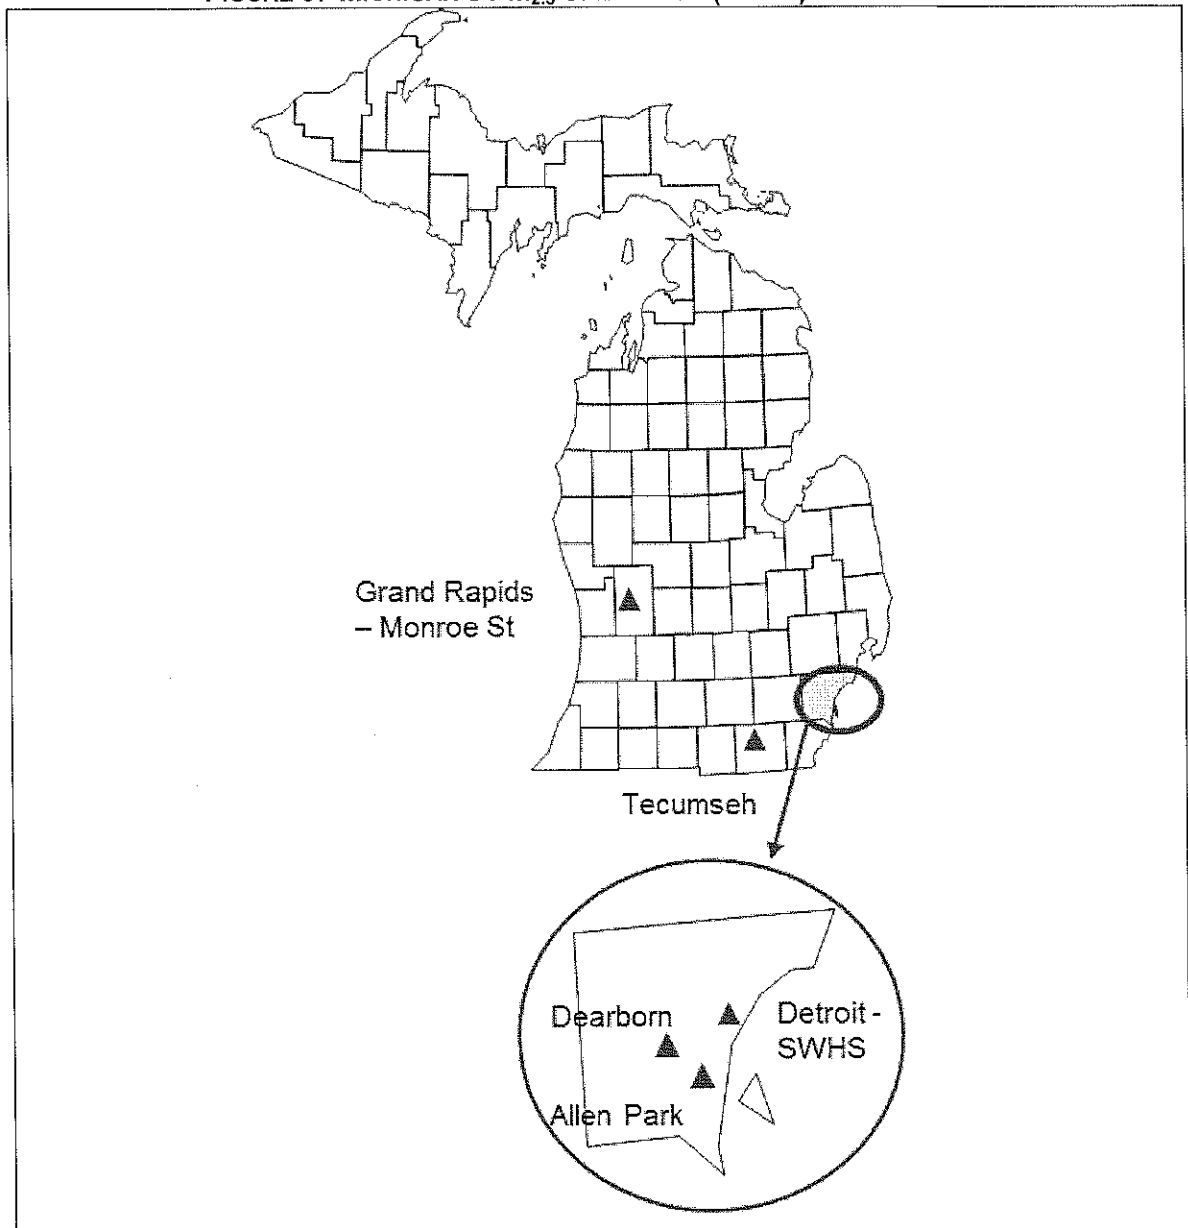 Grand Rapids
– Monroe St
Tecumseh
Dearborn
Detroit -
SWHS
Allen Park